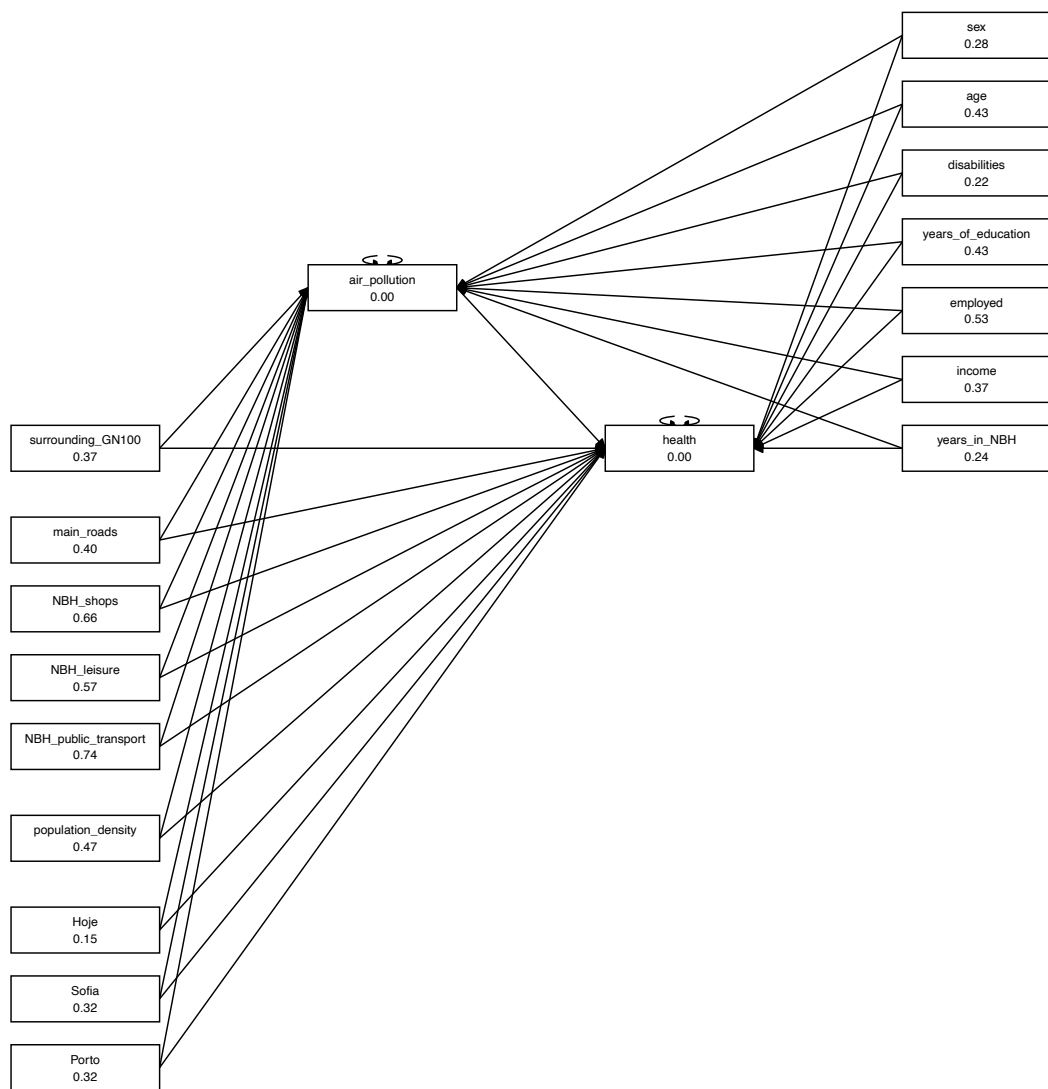 sex
0.28
age
0.43
disabilities
0.22
years_of_education
0.43
employed
0.53
income
0.37
years_in_NBH
0.24
air_pollution
0.00
health
0.00
surrounding_GN100
0.37
main_roads
0.40
NBH_shops
0.66
NBH_leisure
0.57
NBH_public_transport
0.74
population_density
0.47
Hoje
0.15
Sofia
0.32
Porto
0.32